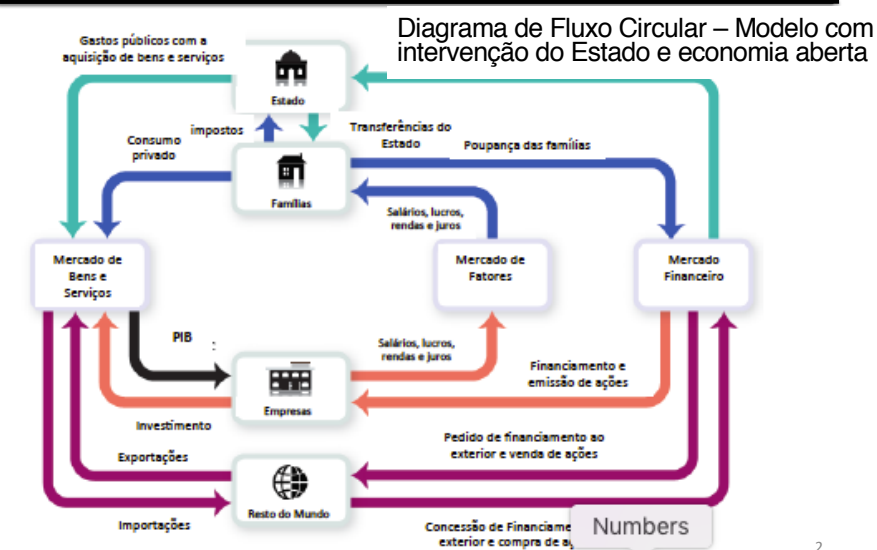 Diagrama de Fluxo Circular – Modelo com
intervenção do Estado e economia aberta
Gastos públicos com a
aquisição de bens e serviços
Estado
impostos
Transferências do
Estado
Consumo
privado
Poupança das famílias
Famílias
Salários, lucros,
rendas e juros
Mercado de
Bens e
Serviços
Mercado de
Fatores
Mercado
Financeiro
PIB
:
Salários, lucros,
rendas e juros
Financiamento e
emissão de ações
Empresas
Investimento
Exportações
Pedido de financiamento ao
exterior e venda de ações
Resto do Mundo
Importações
Concessão de
exterior e compra de
Numbers
2